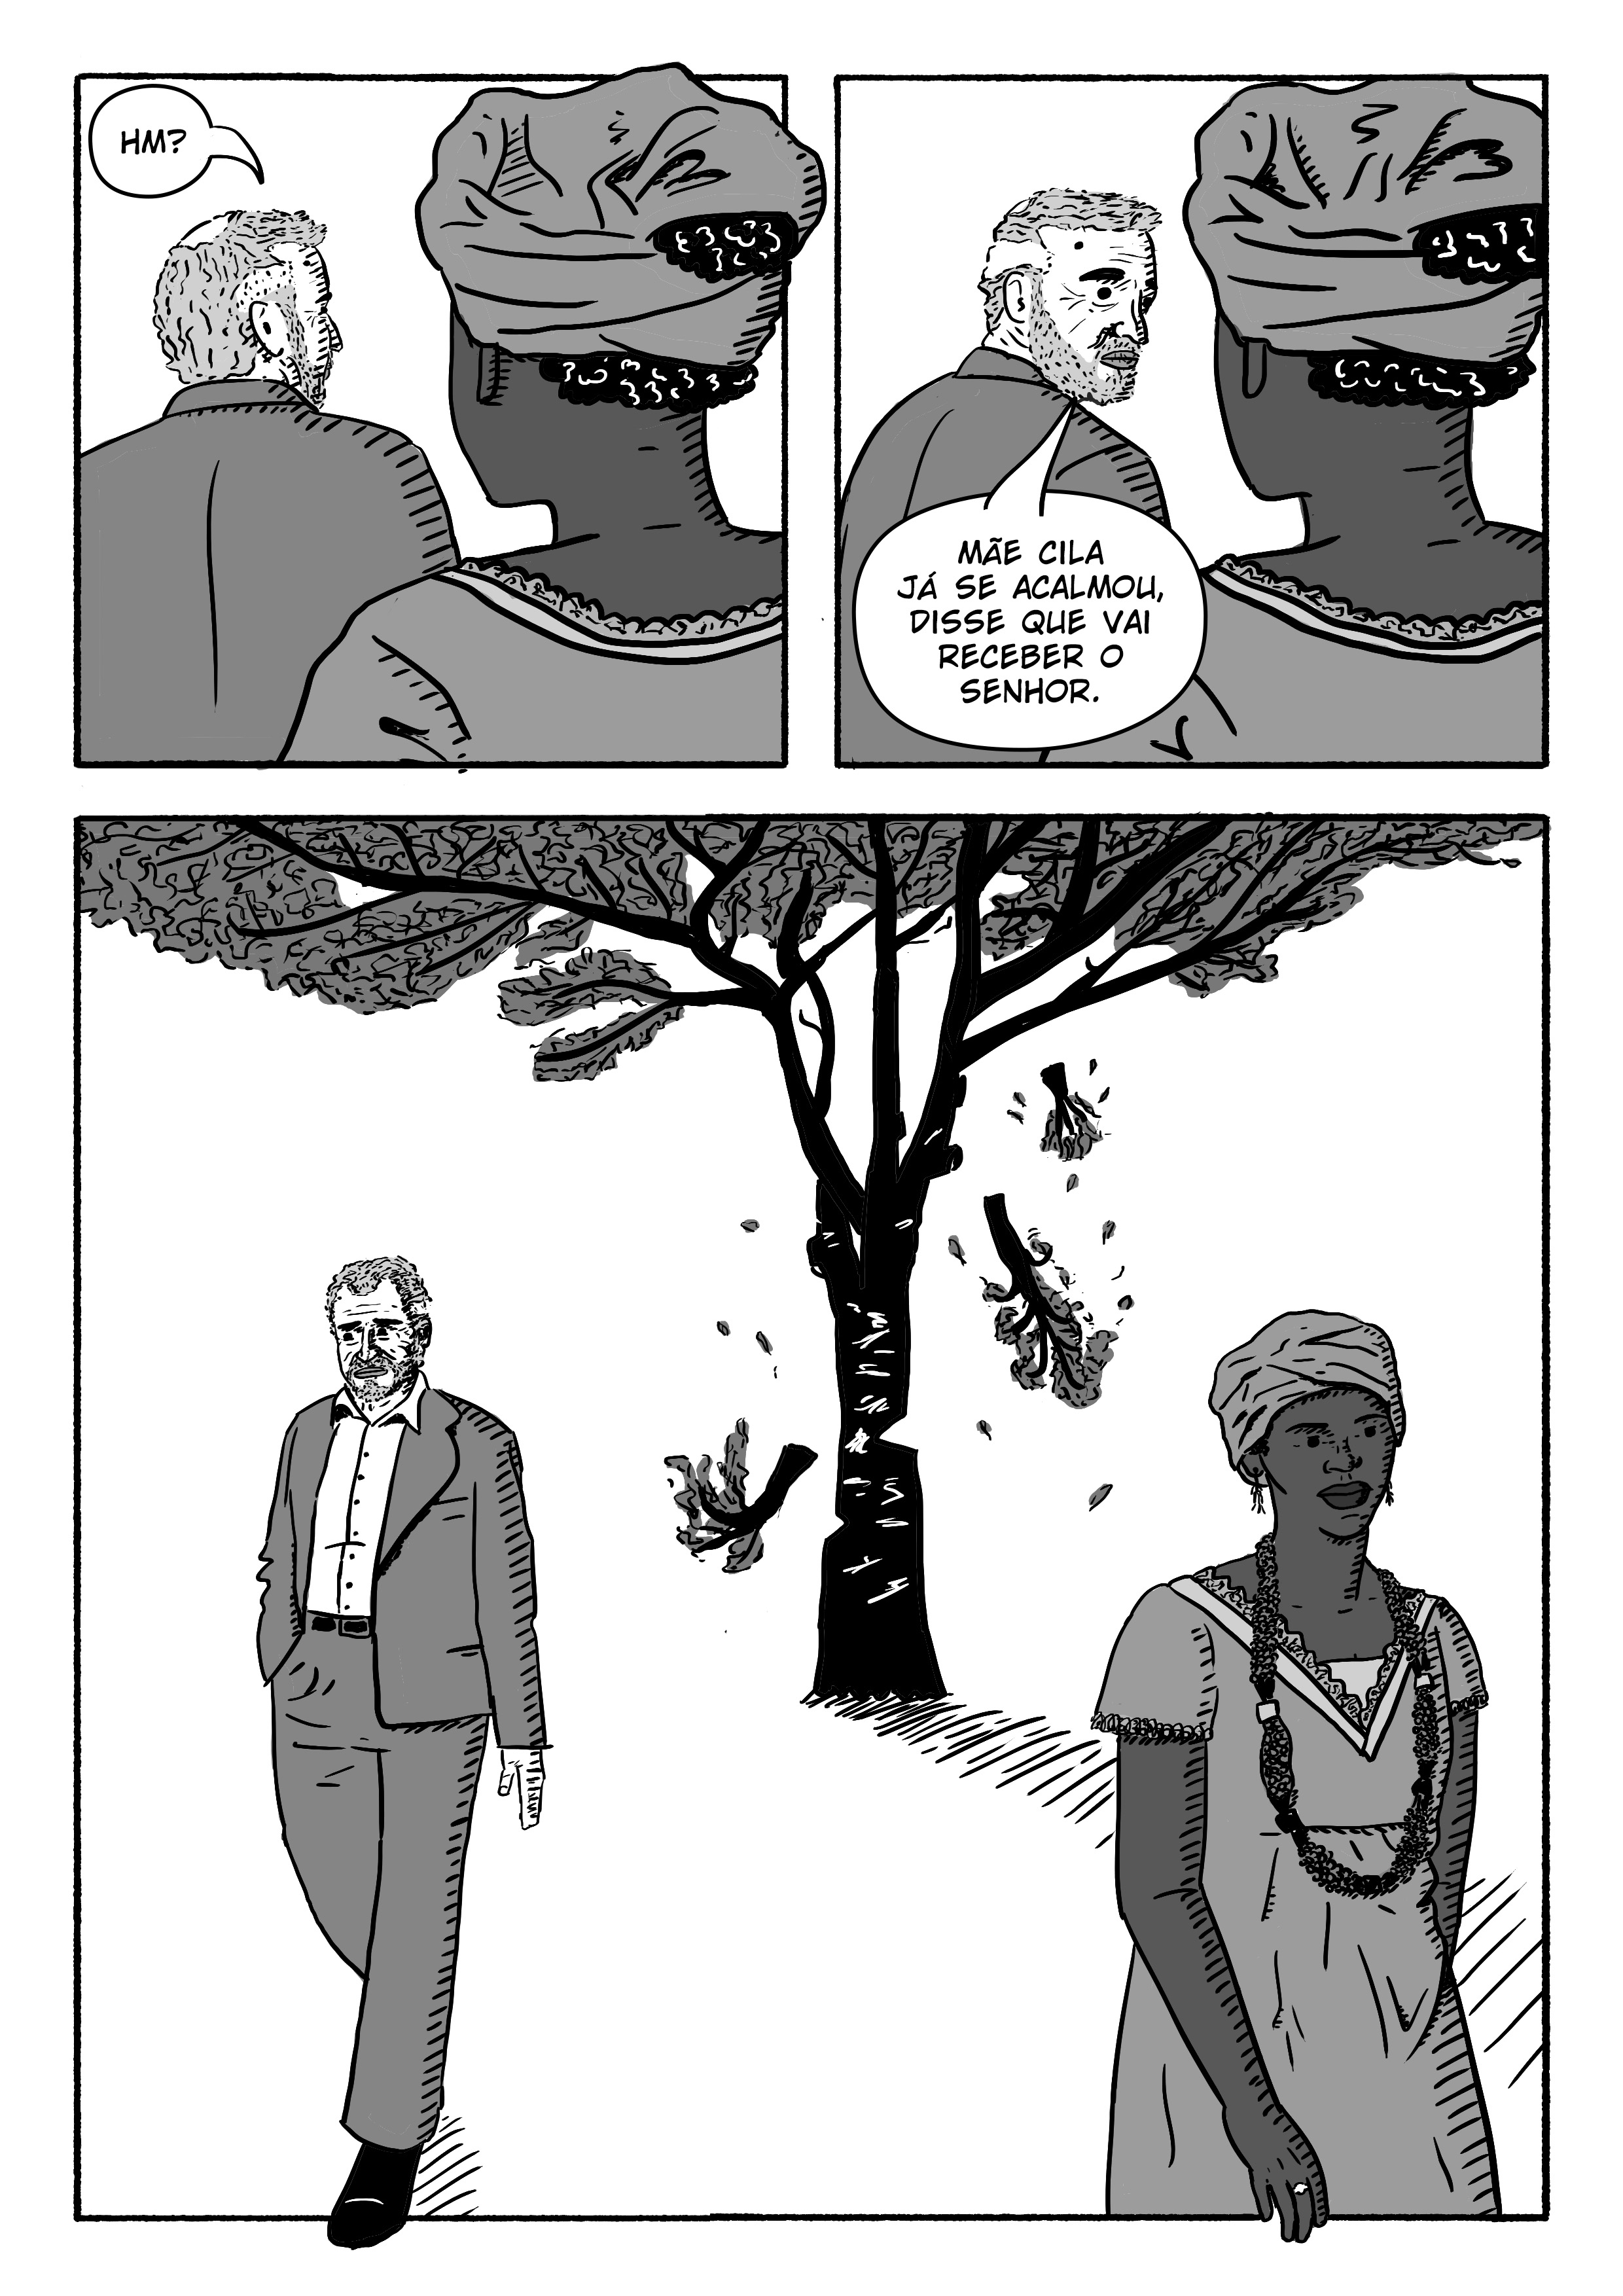 HM?
MÃE CILA
JÁ SE ACALMOU,
DISSE QUE VAI
RECEBER O
SENHOR.